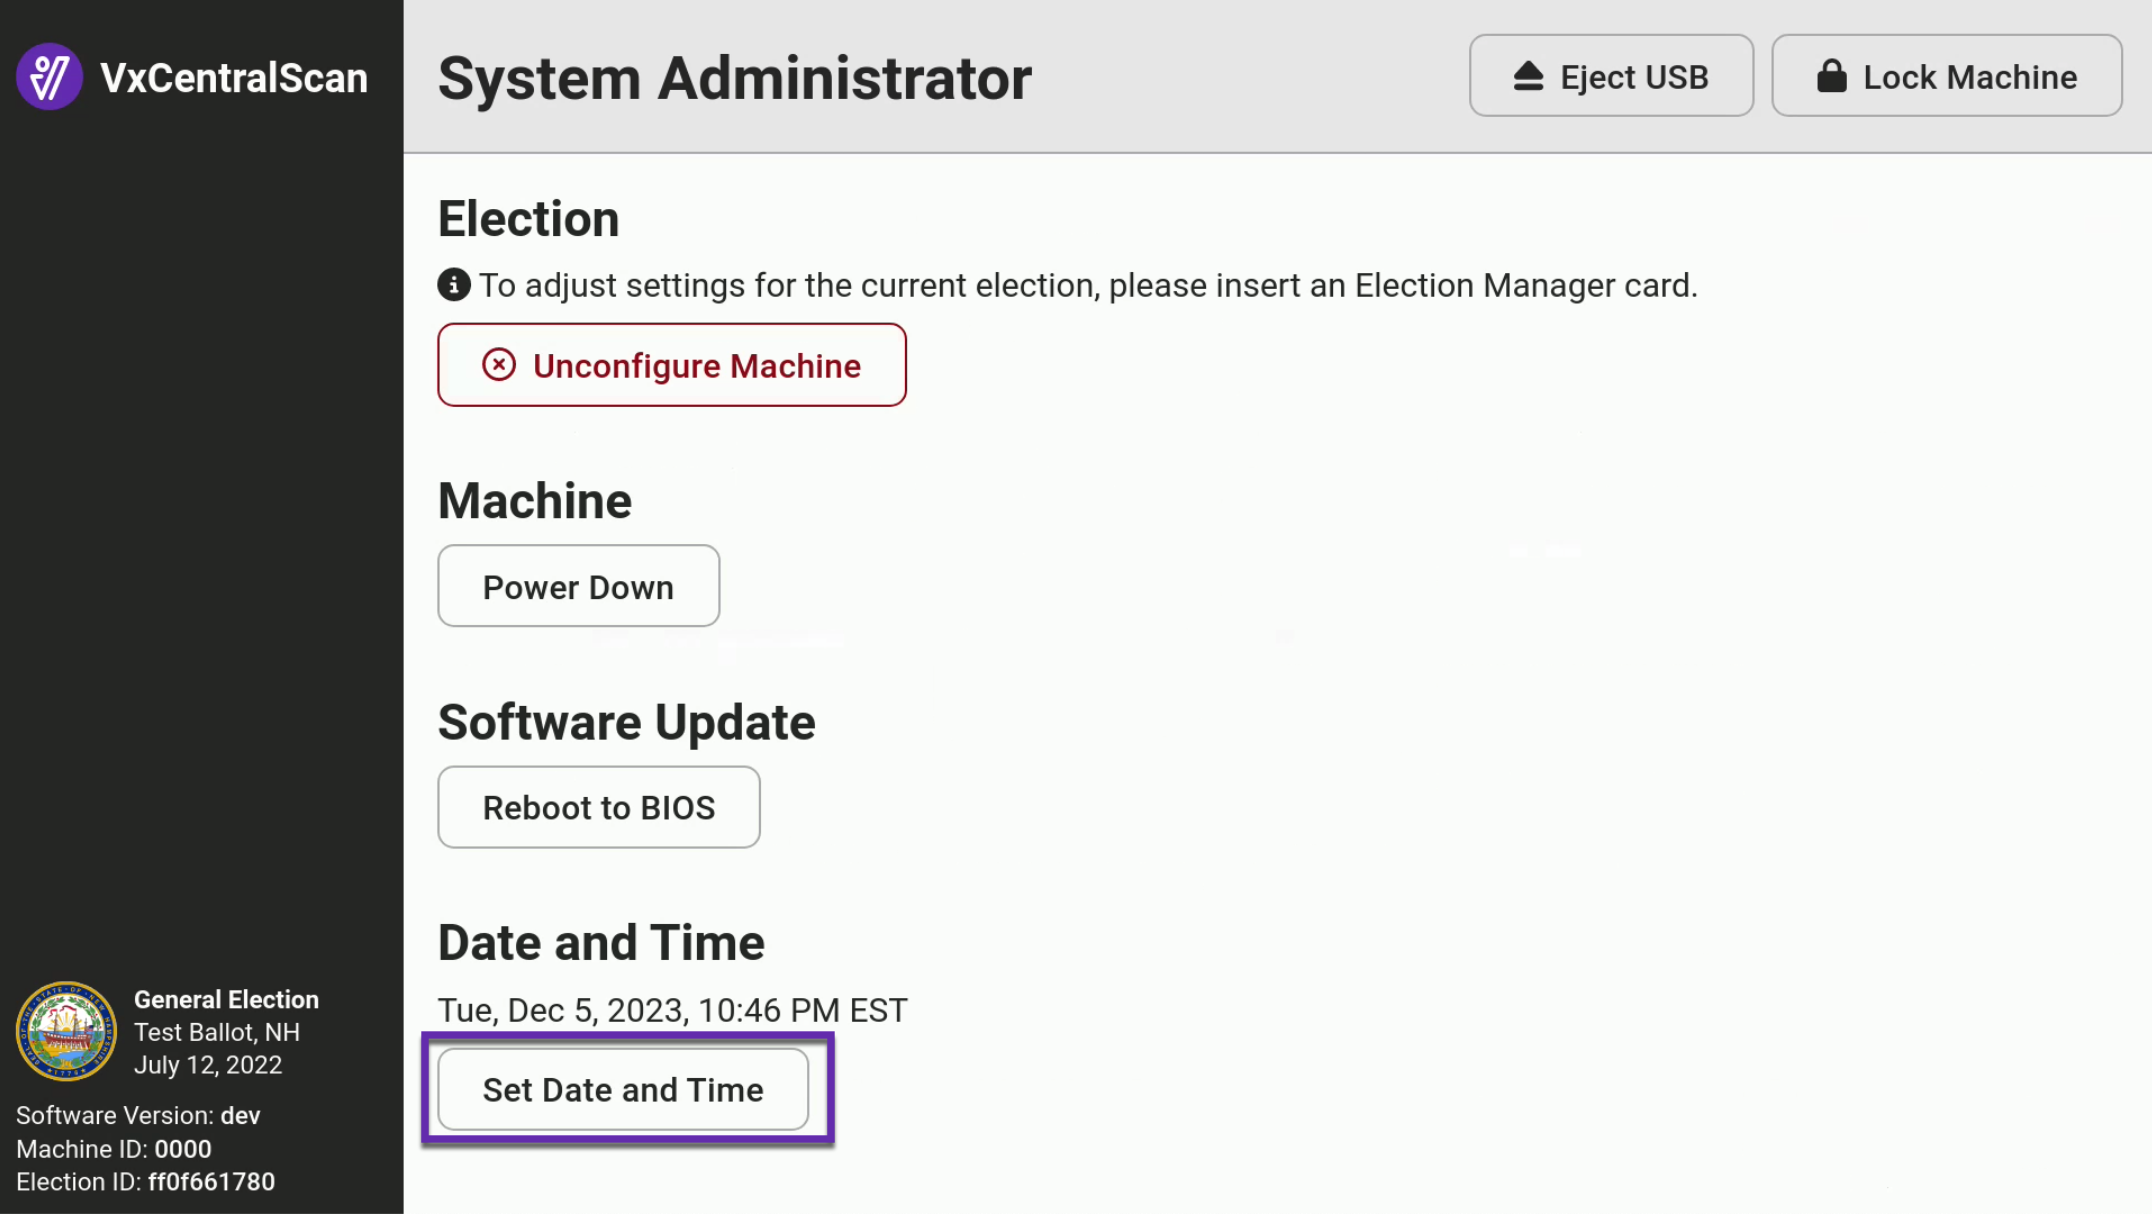 VxCentralScan
System Administrator
Eject USB
Lock Machine
Election
To adjust settings for the current election, please insert an Election Manager card.
Unconfigure Machine
Machine
Power Down
Software Update
Reboot to BIOS
Date and Time
Tue, Dec 5, 2023, 10:46 PM EST
Set Date and Time
General Election
Test Ballot, NH
July 12, 2022
Software Version: dev
Machine ID: 0000
Election ID: ff0f661780